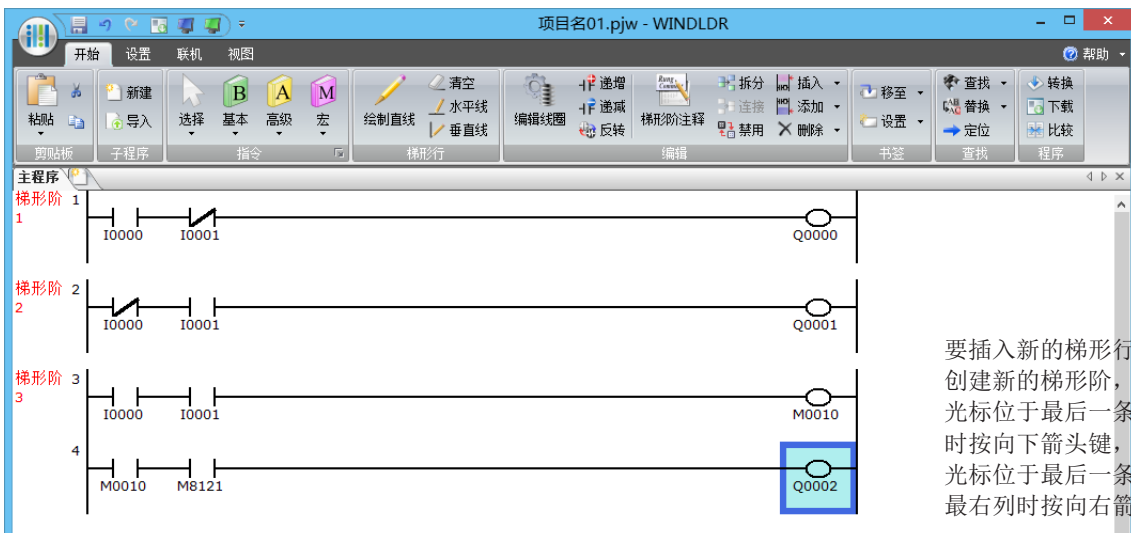 项目名01.pjw - WINDLDR
开始 设置 联机 视图 帮助
粘贴 新建 导入 选择 B 基本 A 高级 M 宏 绘制直线 清空 水平线 垂直线 编辑线圈 递增 递减 反转 Rung Comment 梯形阶注释 拆分 连接 禁用 插入 添加 删除 移至 设置 查找 替换 定位 转换 下载 比较
剪贴板 子程序 指令 梯形行 编辑 书签 查找 程序
主程序
梯形阶 1
1
I0000 I0001 Q0000
梯形阶 2
2
I0000 I0001 Q0001
梯形阶 3
3
I0000 I0001 M0010
4
M0010 M8121 Q0002
要插入新的梯形行
创建新的梯形阶，
光标位于最后一条
时按向下箭头键，
光标位于最后一条
最右列时按向右箭